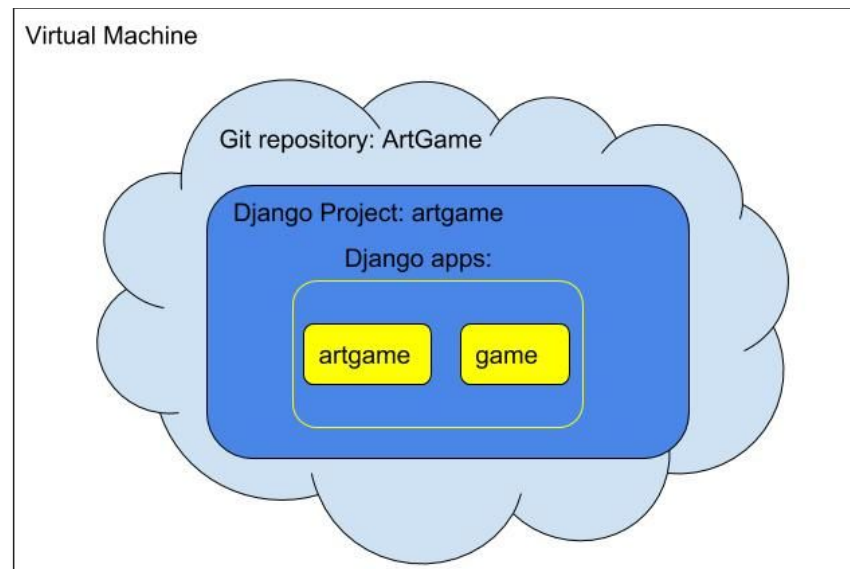 Virtual Machine
Git repository: ArtGame
Django Project: artgame
Django apps:
artgame
game